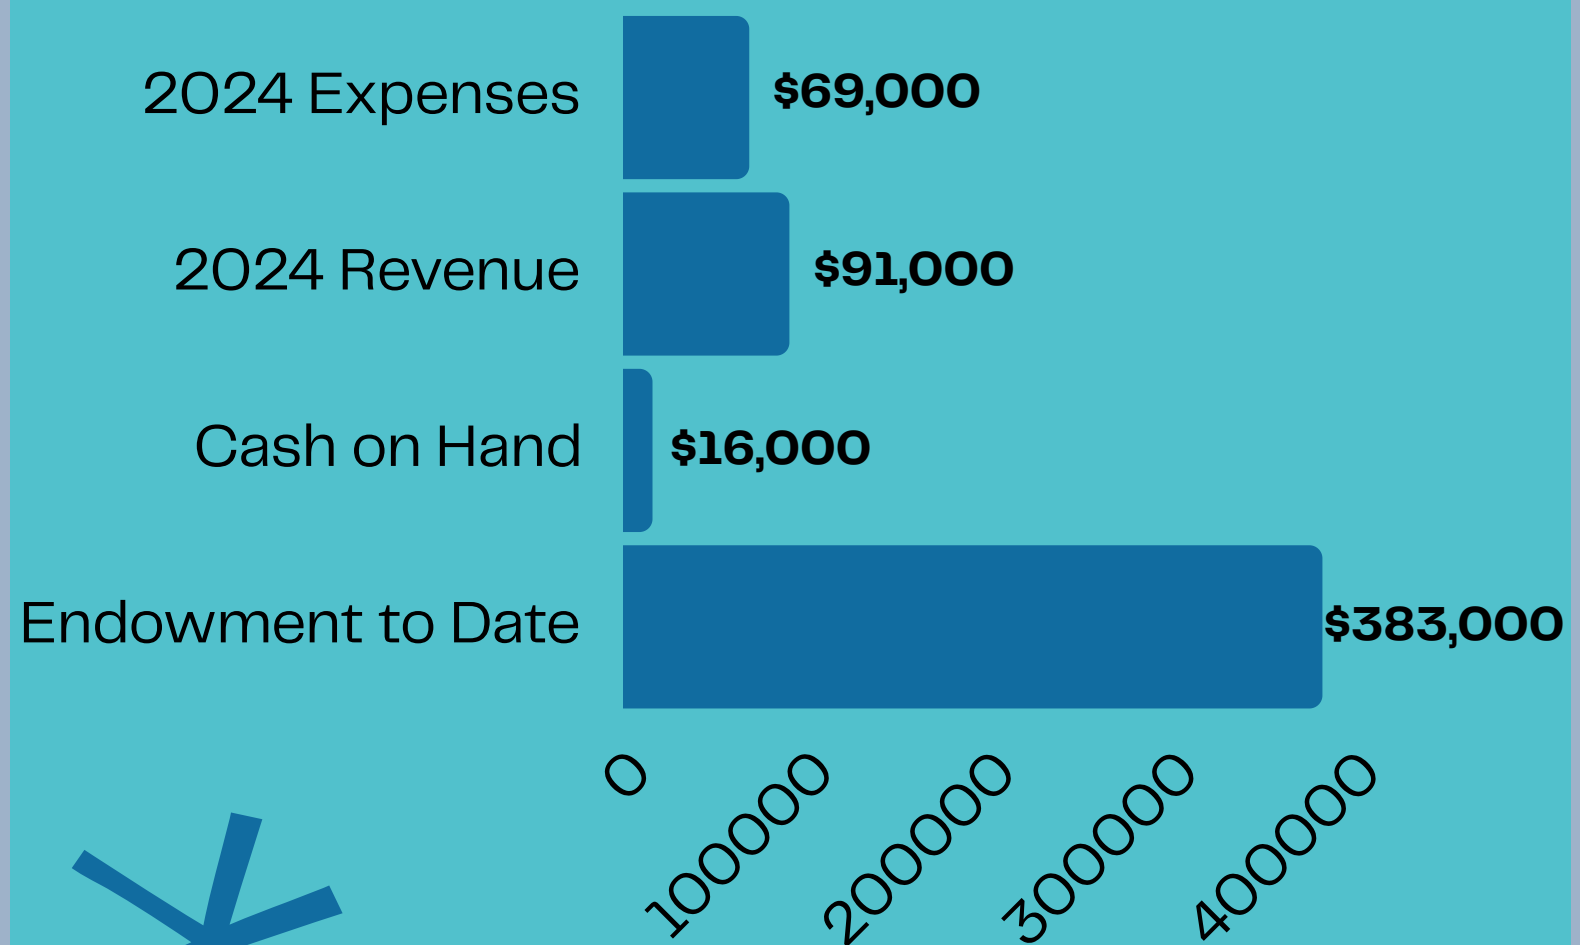 2024 Expenses $69,000
2024 Revenue $91,000
Cash on Hand $16,000
Endowment to Date $383,000
0 100000 200000 300000 400000